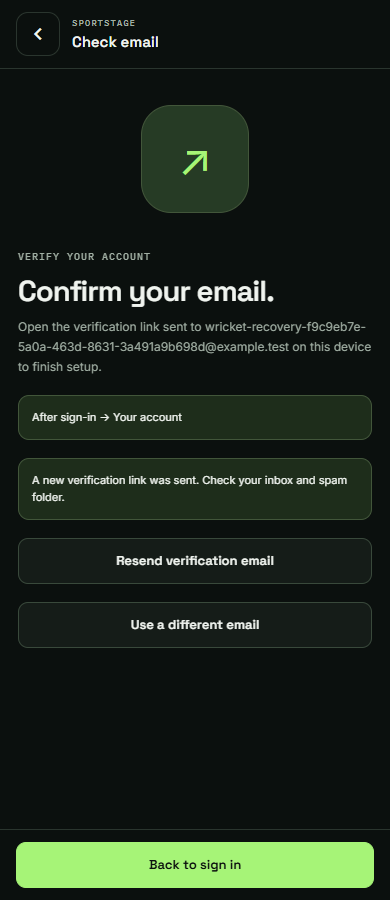 SPORTSTAGE
Check email
VERIFY YOUR ACCOUNT
Confirm your email.
Open the verification link sent to wricket-recovery-f9c9eb7e-
5a0a-463d-8631-3a491a9b698d@example.test on this device
to finish setup.
After sign-in → Your account
A new verification link was sent. Check your inbox and spam
folder.
Resend verification email
Use a different email
Back to sign in